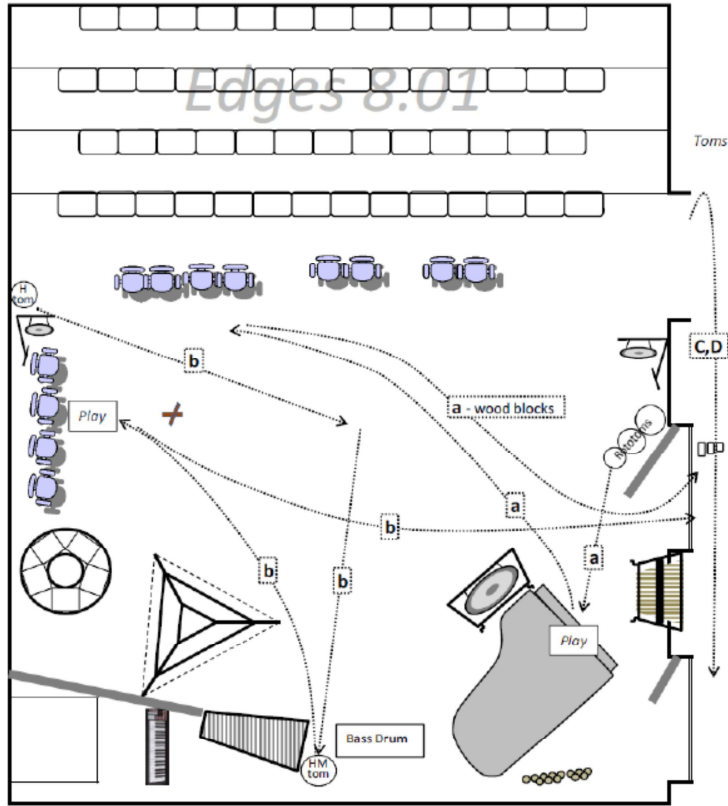 Edges 8.01
Toms
H
tom
C,D
b
Play
a - wood blocks
Rototoms
a
b
b
b
a
Play
Bass Drum
HM
tom